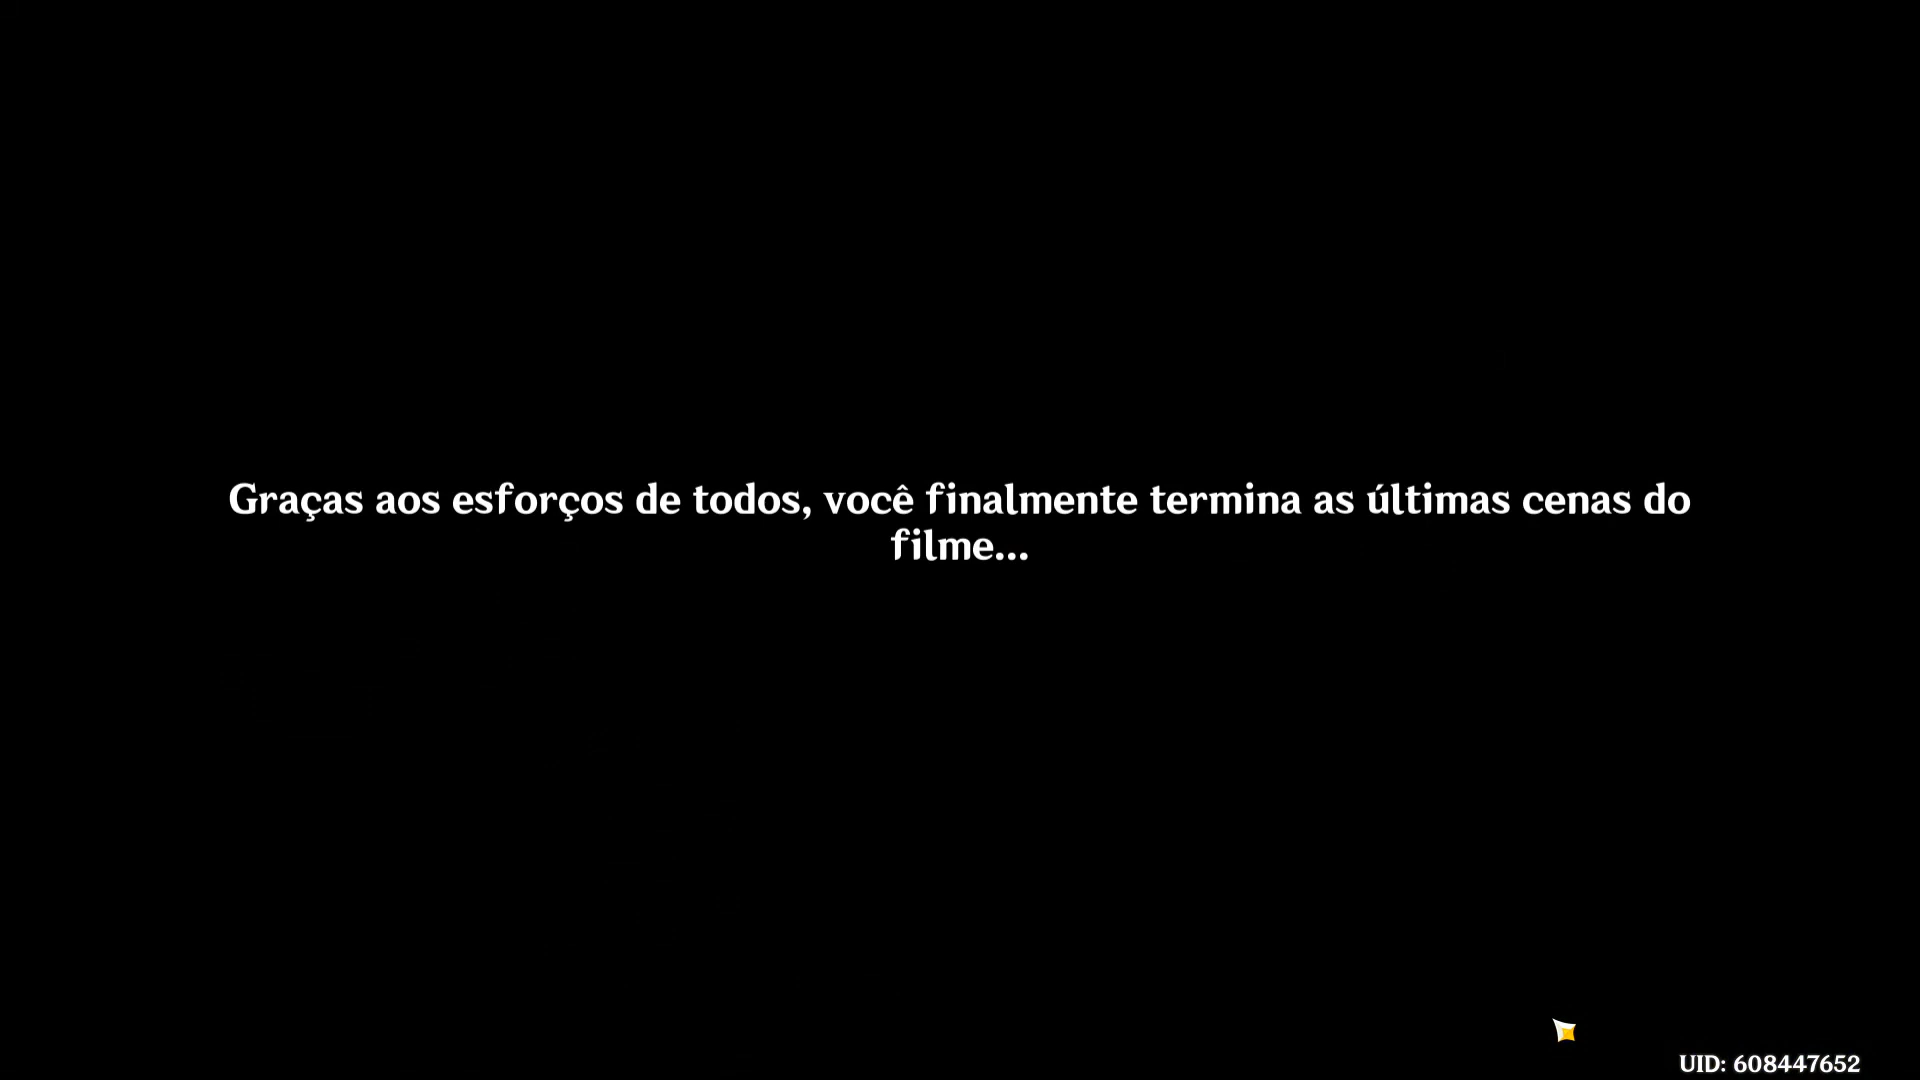 Graças aos esforços de todos, você finalmente termina as últimas cenas do
filme...
UID: 608447652